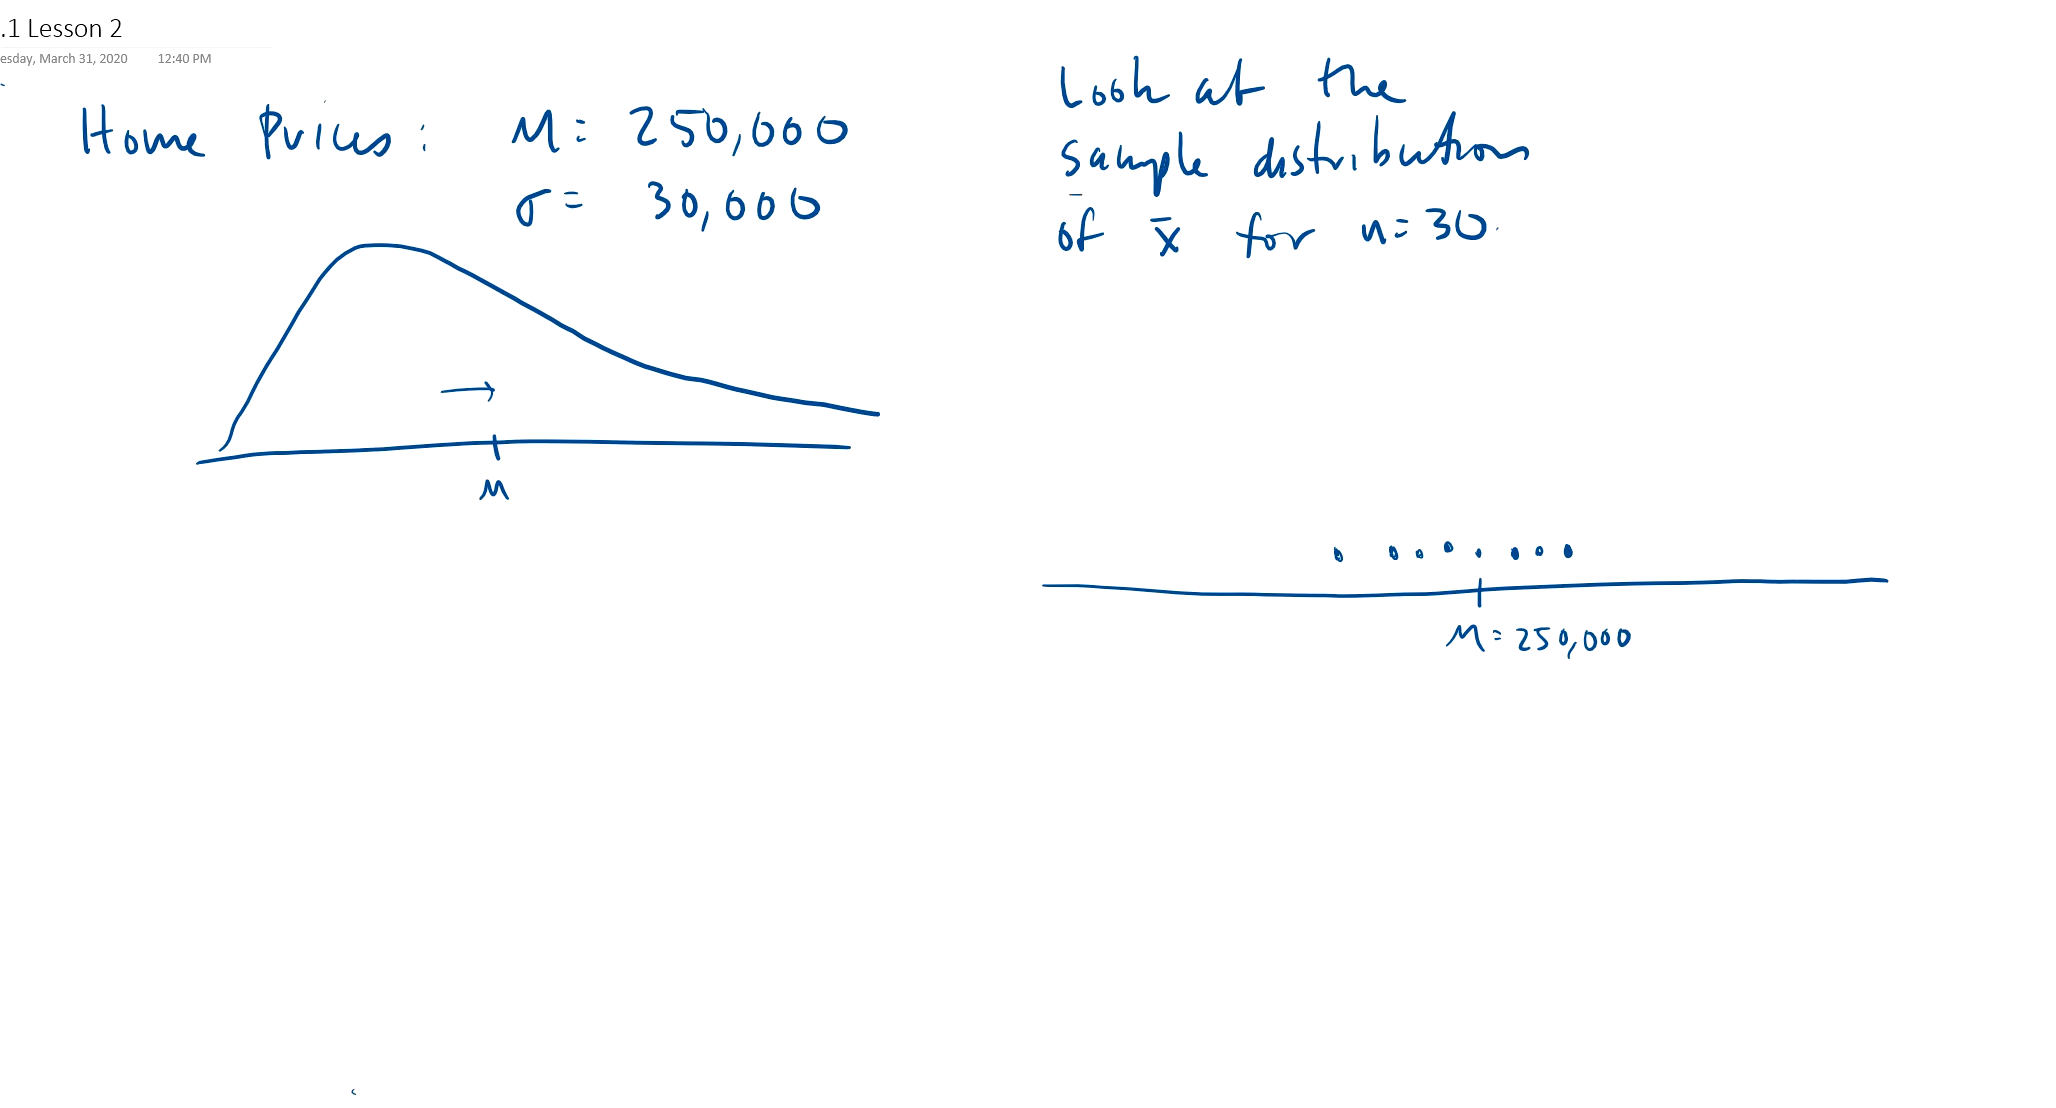 .1 Lesson 2
esday, March 31, 2020 12:40 PM
Home Prices: μ = 250,000
σ = 30,000
μ
Look at the
sample distribution
of x̄ for n = 30.
μ = 250,000